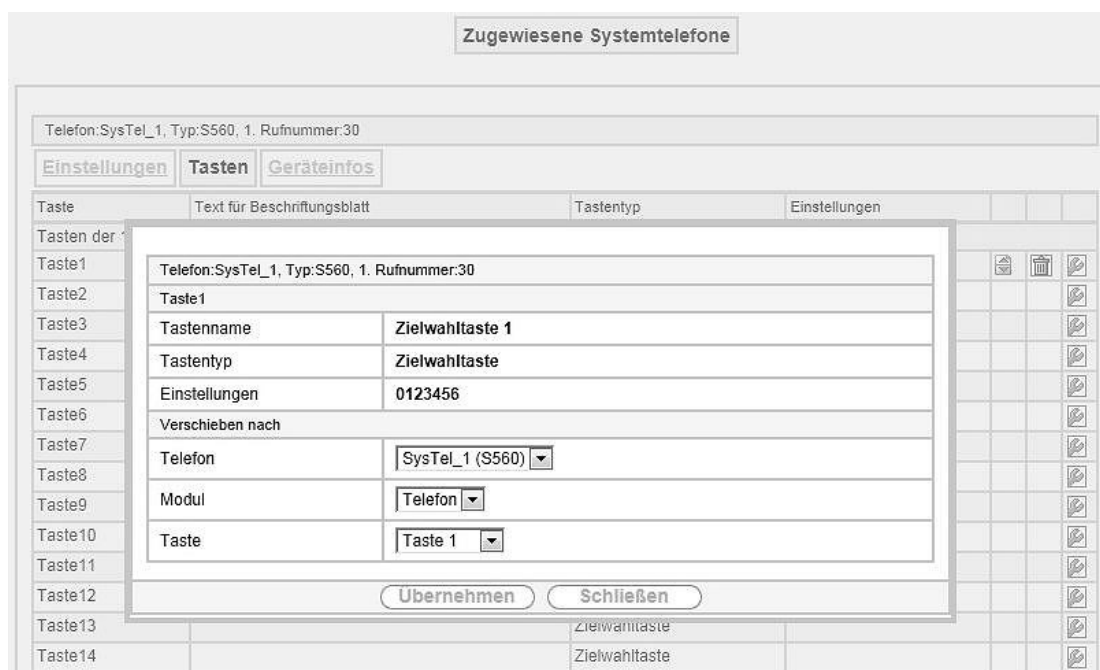 Zugewiesene Systemtelefone
Telefon:SysTel_1, Typ:S560, 1. Rufnummer:30
Einstellungen Tasten Geräteinfos
Taste Text für Beschriftungsblatt Tastentyp Einstellungen
Tasten der
Taste1
Taste2
Taste3
Taste4
Taste5
Taste6
Taste7
Taste8
Taste9
Taste10
Taste11
Taste12
Taste13 Zielwahltaste
Taste14 Zielwahltaste
Telefon:SysTel_1, Typ:S560, 1. Rufnummer:30
Taste1
Tastenname Zielwahltaste 1
Tastentyp Zielwahltaste
Einstellungen 0123456
Verschieben nach
Telefon SysTel_1 (S560)
Modul Telefon
Taste Taste 1
Übernehmen Schließen